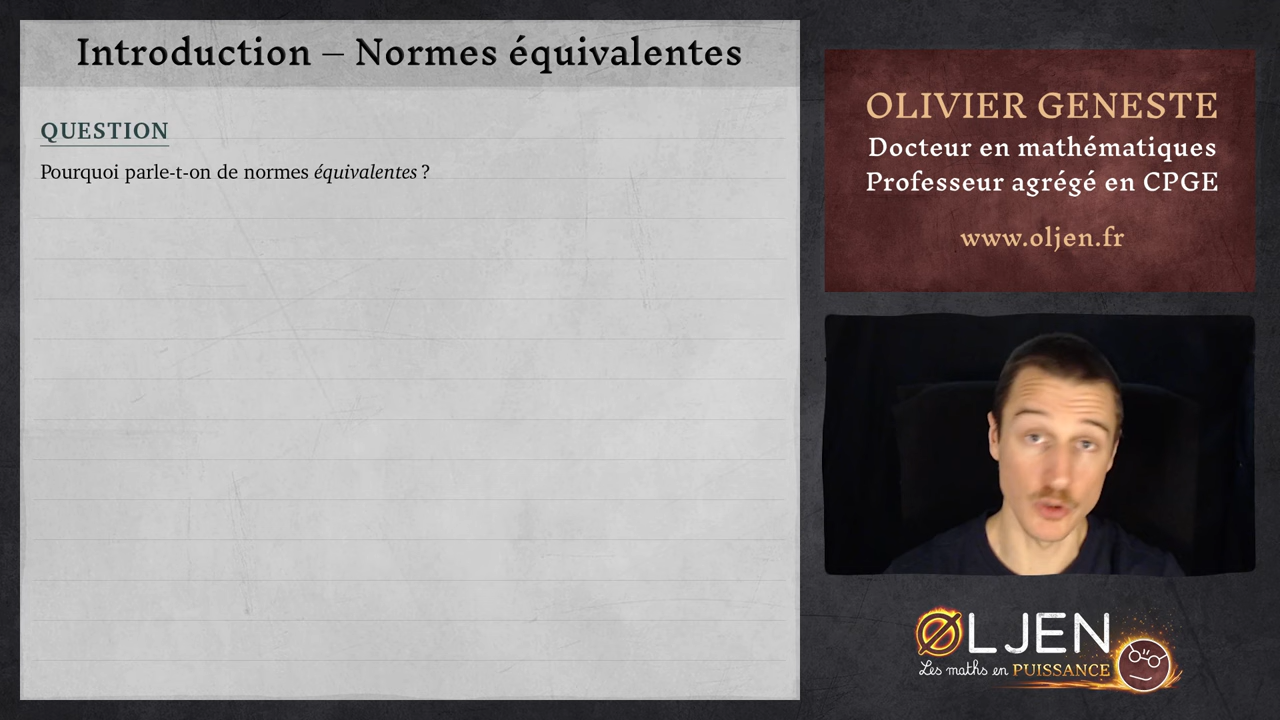 Introduction – Normes équivalentes
QUESTION
Pourquoi parle-t-on de normes équivalentes ?
OLIVIER GENESTE
Docteur en mathématiques
Professeur agrégé en CPGE
www.oljen.fr
ØLJEN
Les maths en PUISSANCE